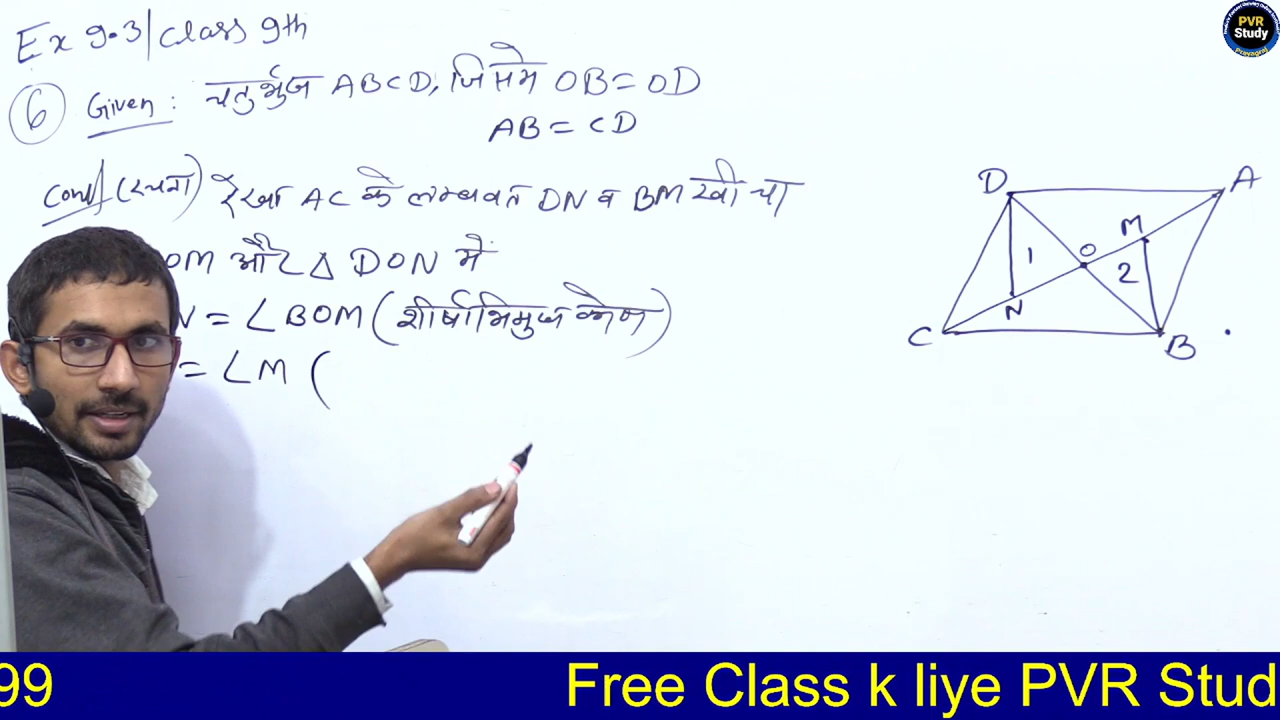 Ex 9.3/class 9th
6 Given: चतुर्भुज ABCD, जिसमे OB = OD
AB = CD
Const (रचना) रेखा AC के लम्बवत DN व BM खींचा
OM और Δ DON में
N = ∠BOM (शीर्षाभिमुख कोण)
= ∠M (
D
A
M
O
1
2
N
C
B
PVR
Study
Prayagraj
99
Free Class k liye PVR Stud